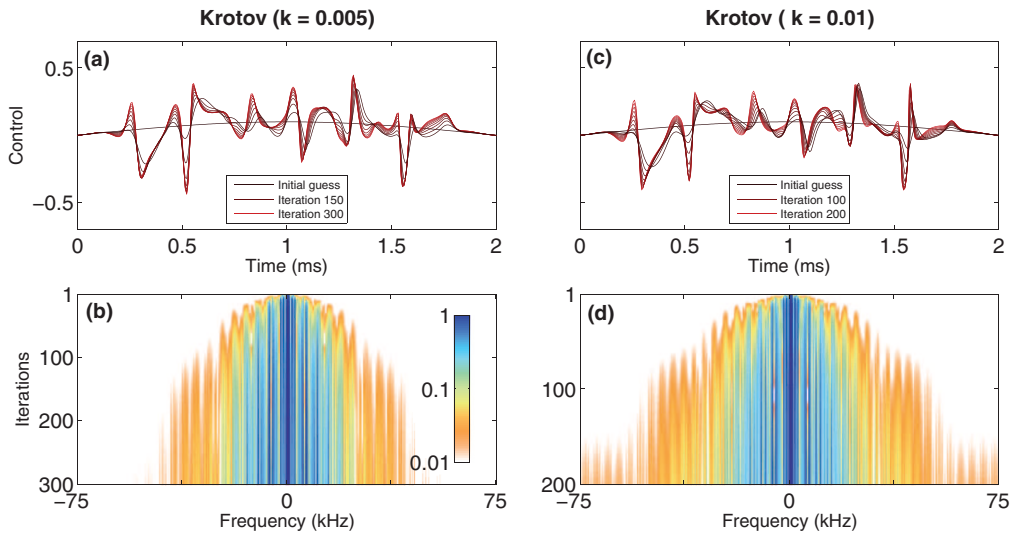 Krotov (k = 0.005)
Krotov ( k = 0.01)
(a)
(c)
Control
0.5
−0.5
Initial guess
Iteration 150
Iteration 300
Initial guess
Iteration 100
Iteration 200
0 0.5 1 1.5 2
0 0.5 1 1.5 2
Time (ms)
Time (ms)
(b)
(d)
Iterations
1
100
200
300
1
0.1
0.01
1
100
200
−75 0 75
−75 0 75
Frequency (kHz)
Frequency (kHz)